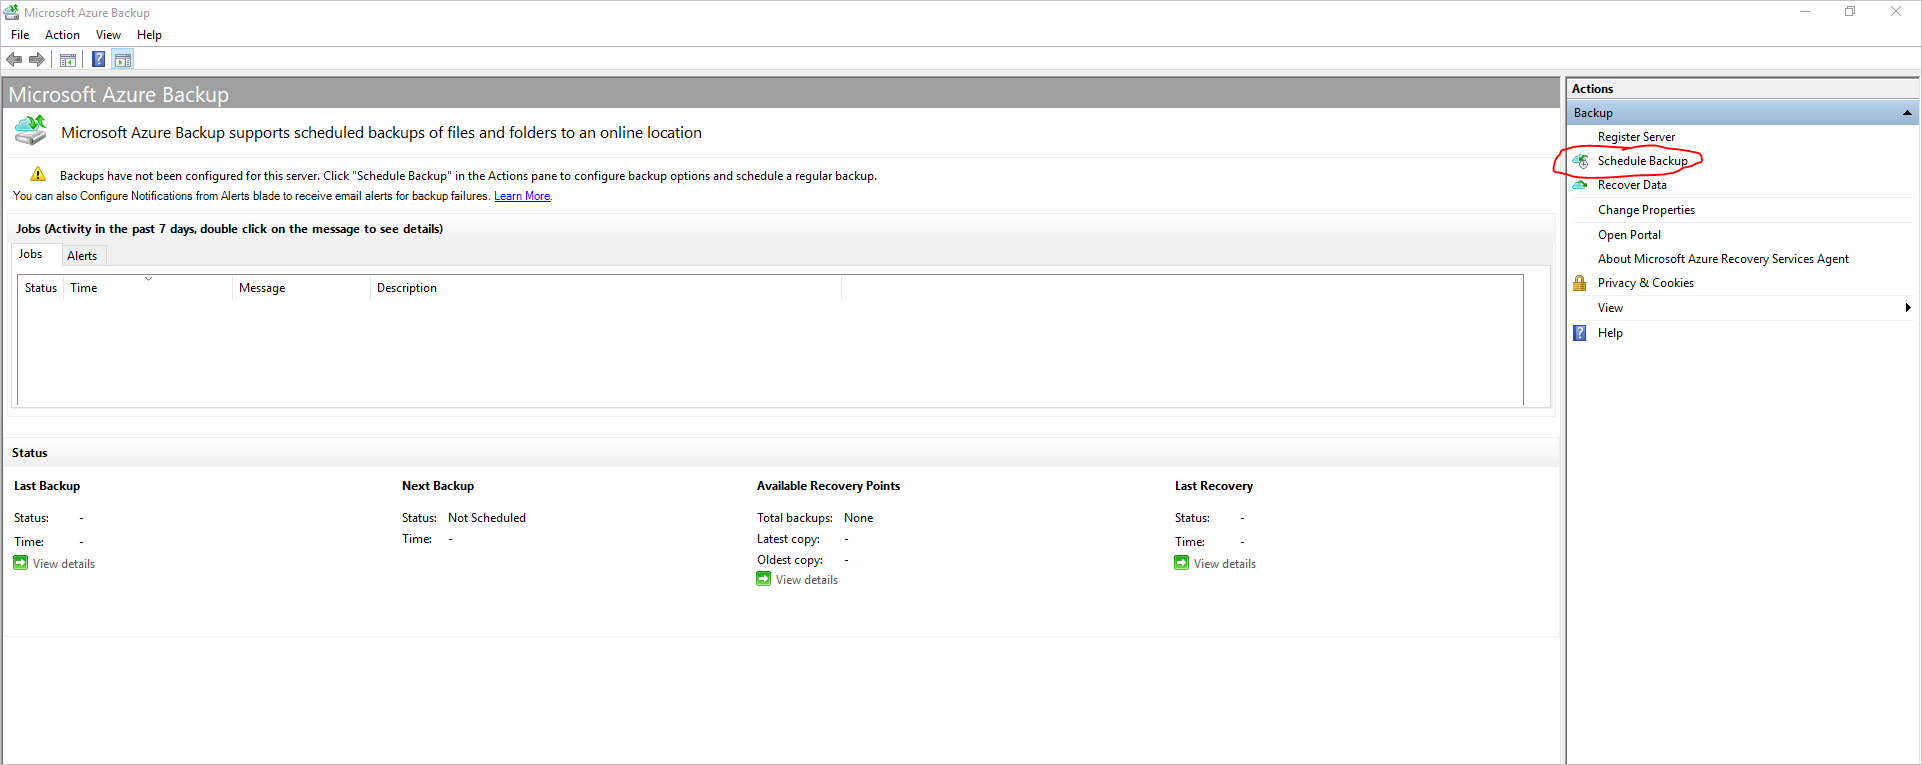 Microsoft Azure Backup
File Action View Help
Microsoft Azure Backup
Microsoft Azure Backup supports scheduled backups of files and folders to an online location
Backups have not been configured for this server. Click "Schedule Backup" in the Actions pane to configure backup options and schedule a regular backup.
You can also Configure Notifications from Alerts blade to receive email alerts for backup failures. Learn More.
Jobs (Activity in the past 7 days, double click on the message to see details)
Jobs Alerts
Status Time Message Description
Status
Last Backup
Status: -
Time: -
View details
Next Backup
Status: Not Scheduled
Time: -
Available Recovery Points
Total backups: None
Latest copy: -
Oldest copy: -
View details
Last Recovery
Status: -
Time: -
View details
Actions
Backup
Register Server
Schedule Backup
Recover Data
Change Properties
Open Portal
About Microsoft Azure Recovery Services Agent
Privacy & Cookies
View
? Help